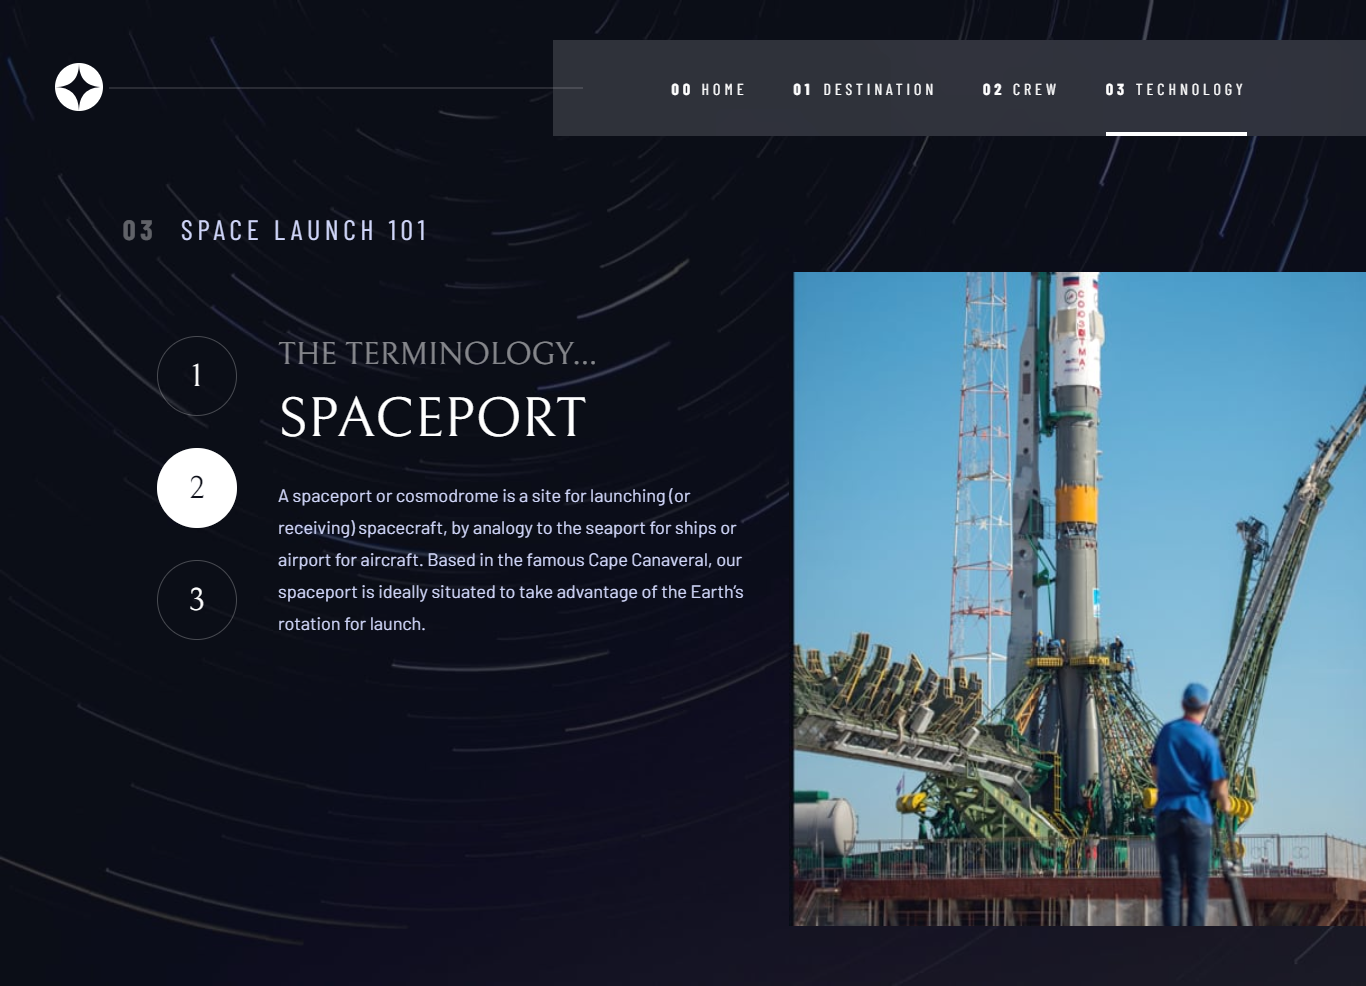 00 HOME
01 DESTINATION
02 CREW
03 TECHNOLOGY
03 SPACE LAUNCH 101
1
2
3
THE TERMINOLOGY...
SPACEPORT
A spaceport or cosmodrome is a site for launching (or
receiving) spacecraft, by analogy to the seaport for ships or
airport for aircraft. Based in the famous Cape Canaveral, our
spaceport is ideally situated to take advantage of the Earth’s
rotation for launch.